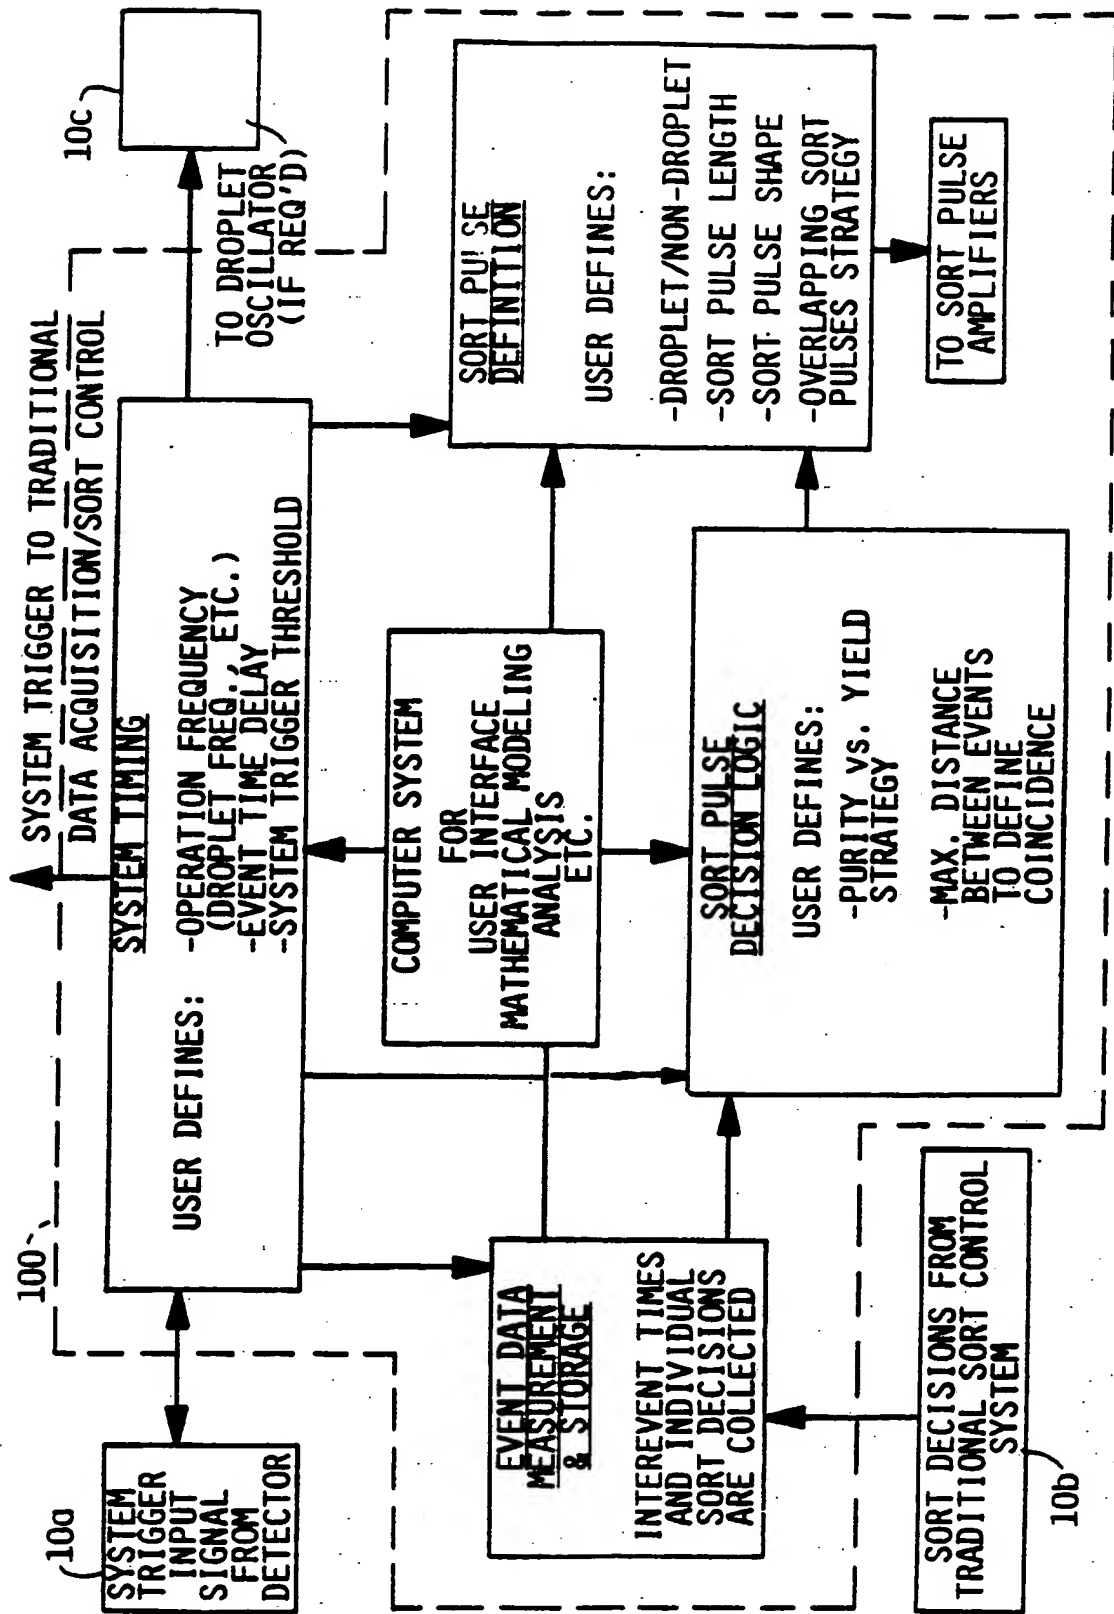 100
SYSTEM TRIGGER TO TRADITIONAL
DATA ACQUISITION/SORT CONTROL
10a
SYSTEM
TRIGGER
INPUT
SIGNAL
FROM
DETECTOR
SYSTEM TIMING
USER DEFINES:
-OPERATION FREQUENCY
(DROPLET FREQ., ETC.)
-EVENT TIME DELAY
-SYSTEM TRIGGER THRESHOLD
10c
TO DROPLET
OSCILLATOR
(IF REQ'D)
COMPUTER SYSTEM
FOR
USER INTERFACE
MATHEMATICAL MODELING
ANALYSIS
ETC.
EVENT DATA
MEASUREMENT
& STORAGE
INTEREVENT TIMES
AND INDIVIDUAL
SORT DECISIONS
ARE COLLECTED
SORT PULSE
DECISION LOGIC
USER DEFINES:
-PURITY vs. YIELD
STRATEGY
-MAX. DISTANCE
BETWEEN EVENTS
TO DEFINE
COINCIDENCE
SORT PULSE
DEFINITION
USER DEFINES:
-DROPLET/NON-DROPLET
-SORT PULSE LENGTH
-SORT PULSE SHAPE
-OVERLAPPING SORT
PULSES STRATEGY
SORT DECISIONS FROM
TRADITIONAL SORT CONTROL
SYSTEM
10b
TO SORT PULSE
AMPLIFIERS